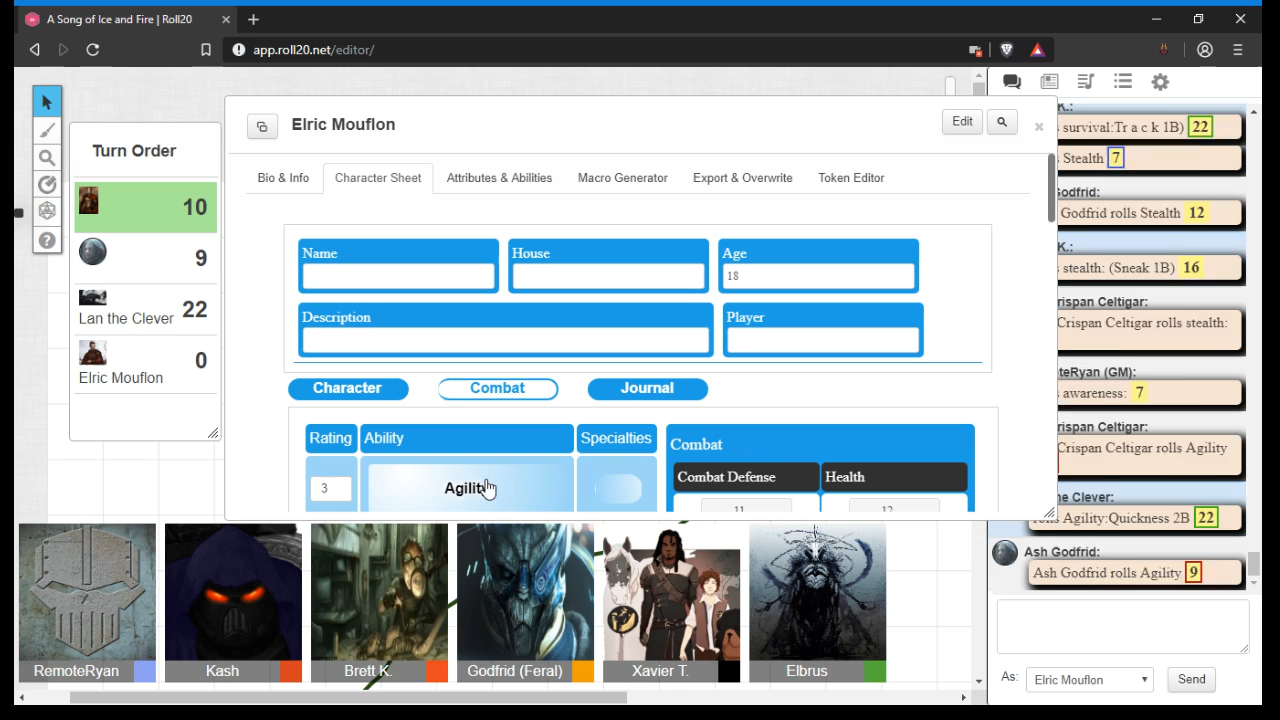 A Song of Ice and Fire | Roll20
app.roll20.net/editor/
Turn Order
10
9
Lan the Clever 22
Elric Mouflon 0
Elric Mouflon
Edit
Bio & Info
Character Sheet
Attributes & Abilities
Macro Generator
Export & Overwrite
Token Editor
Name
House
Age
18
Description
Player
Character
Combat
Journal
Rating
Ability
Specialties
3
Agility
Combat
Combat Defense
Health
11
12
K.:
survival:Tr a c k 1B) 22
Stealth 7
Godfrid:
Godfrid rolls Stealth 12
K.:
stealth: (Sneak 1B) 16
rispan Celtigar:
Crispan Celtigar rolls stealth:
teRyan (GM):
awareness: 7
rispan Celtigar:
Crispan Celtigar rolls Agility
he Clever:
rolls Agility:Quickness 2B 22
Ash Godfrid:
Ash Godfrid rolls Agility 9
As:
Elric Mouflon
Send
RemoteRyan
Kash
Brett K.
Godfrid (Feral)
Xavier T.
Elbrus